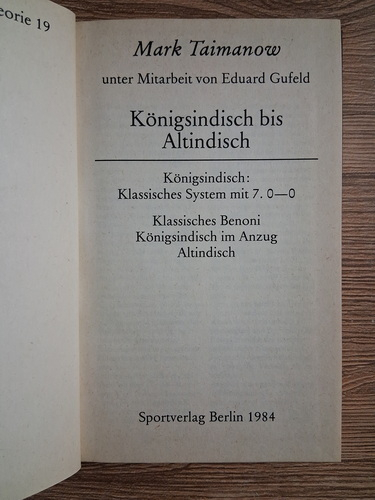 eorie 19
Mark Taimanow
unter Mitarbeit von Eduard Gufeld
Königsindisch bis
Altindisch
Königsindisch:
Klassisches System mit 7. 0—0
Klassisches Benoni
Königsindisch im Anzug
Altindisch
Sportverlag Berlin 1984